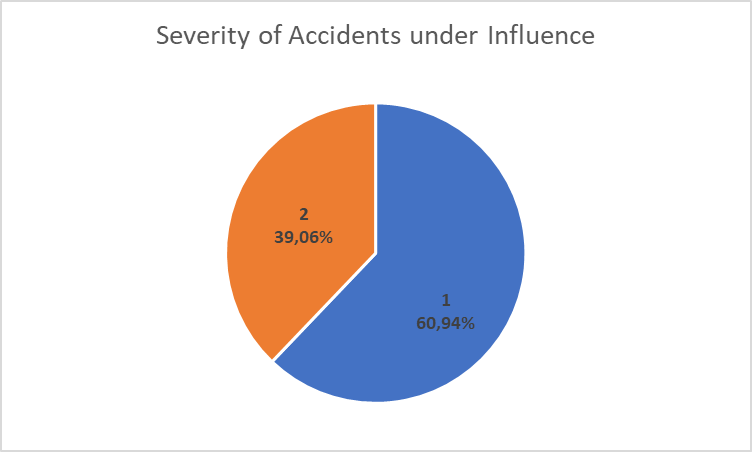 Severity of Accidents under Influence
2
39,06%
1
60,94%